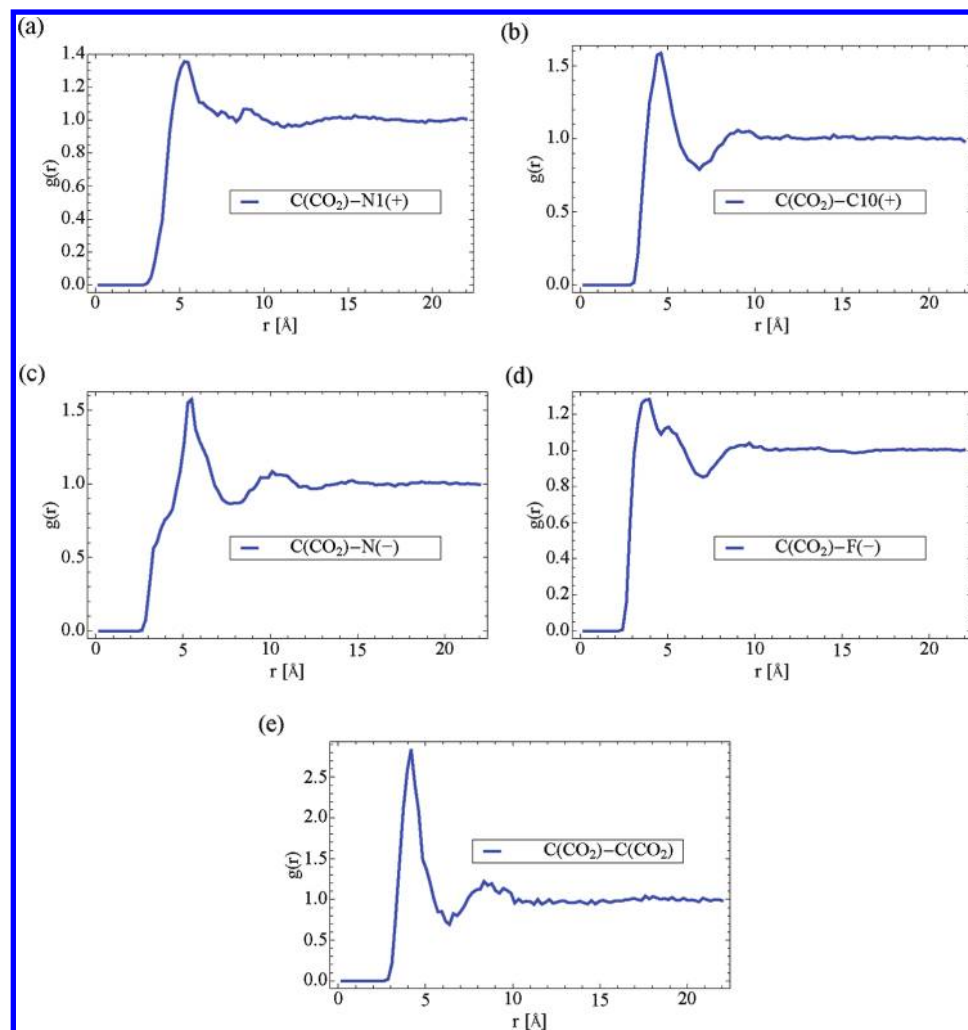 (a)
1.4
1.2
1.0
0.8
0.6
0.4
0.2
0.0
g(r)
C(CO₂)−N1(+)
0 5 10 15 20
r [Å]
(b)
1.5
1.0
0.5
0.0
g(r)
C(CO₂)−C10(+)
0 5 10 15 20
r [Å]
(c)
1.5
1.0
0.5
0.0
g(r)
C(CO₂)−N(−)
0 5 10 15 20
r [Å]
(d)
1.2
1.0
0.8
0.6
0.4
0.2
0.0
g(r)
C(CO₂)−F(−)
0 5 10 15 20
r [Å]
(e)
2.5
2.0
1.5
1.0
0.5
0.0
g(r)
C(CO₂)−C(CO₂)
0 5 10 15 20
r [Å]